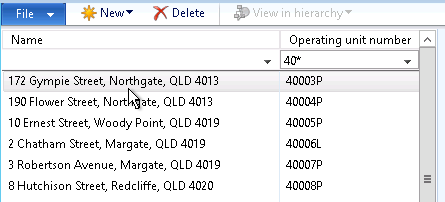 File New Delete View in hierarchy
Name Operating unit number
40*
172 Gympie Street, Northgate, QLD 4013 40003P
190 Flower Street, Northgate, QLD 4013 40004P
10 Ernest Street, Woody Point, QLD 4019 40005P
2 Chatham Street, Margate, QLD 4019 40006L
3 Robertson Avenue, Margate, QLD 4019 40007P
8 Hutchison Street, Redcliffe, QLD 4020 40008P